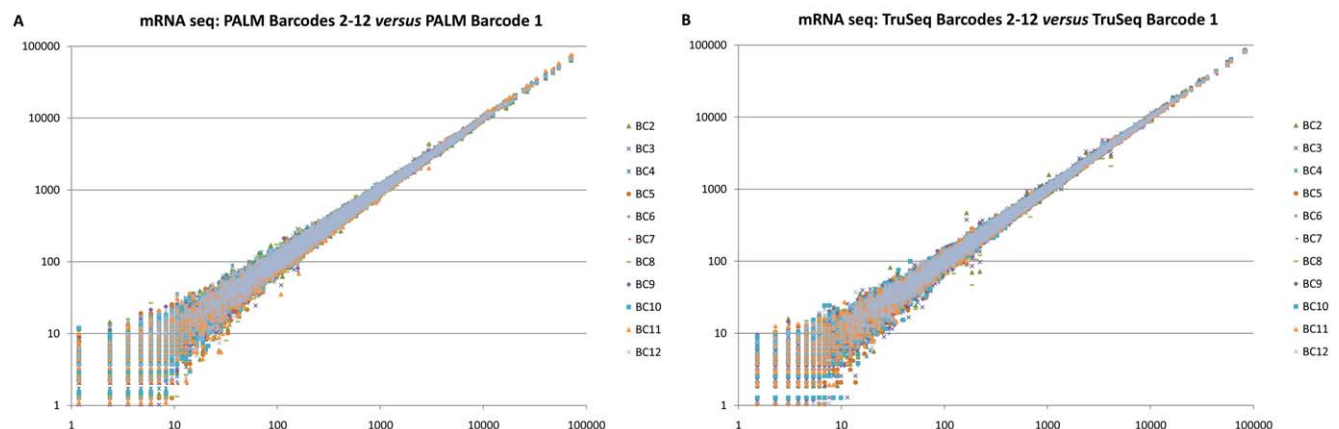 A mRNA seq: PALM Barcodes 2-12 versus PALM Barcode 1
100000
10000
1000
100
10
1
1 10 100 1000 10000 100000
BC2
BC3
BC4
BC5
BC6
BC7
BC8
BC9
BC10
BC11
BC12
B mRNA seq: TruSeq Barcodes 2-12 versus TruSeq Barcode 1
100000
10000
1000
100
10
1
1 10 100 1000 10000 100000
BC2
BC3
BC4
BC5
BC6
BC7
BC8
BC9
BC10
BC11
BC12